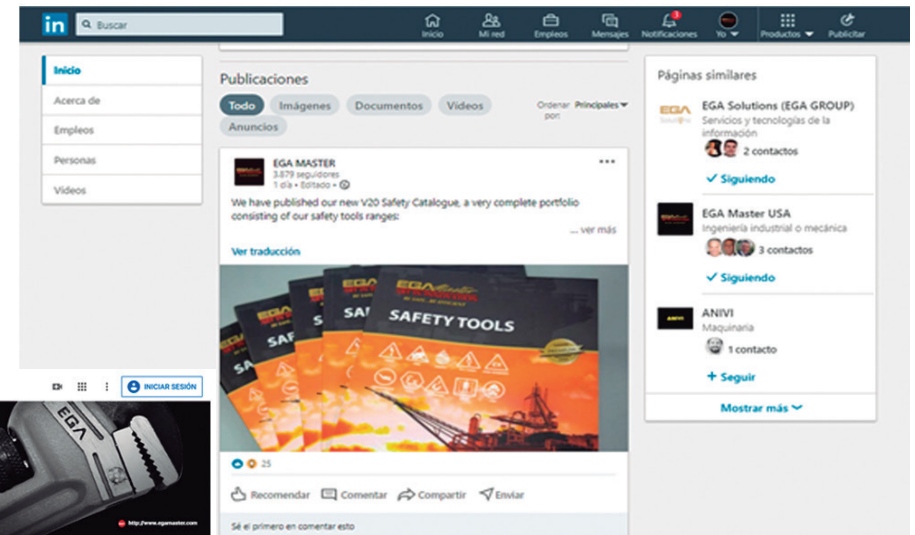 in
Buscar
Inicio
Mi red
Empleos
Mensajes
Notificaciones
Yo
Productos
Publicitar
Inicio
Acerca de
Empleos
Personas
Vídeos
Publicaciones
Todo
Imágenes
Documentos
Vídeos
Anuncios
Ordenar por:
Principales
EGA MASTER
3.879 seguidores
1 día • Editado •
We have published our new V20 Safety Catalogue, a very complete portfolio
consisting of our safety tools ranges:
... ver más
Ver traducción
EGA Master
SAFETY TOOLS
25
Recomendar
Comentar
Compartir
Enviar
Sé el primero en comentar esto
Páginas similares
EGA Solutions (EGA GROUP)
Servicios y tecnologías de la
información
2 contactos
Siguiendo
EGA Master USA
Ingeniería industrial o mecánica
3 contactos
Siguiendo
ANIVI
Maquinaria
1 contacto
+ Seguir
Mostrar más
INICIAR SESIÓN
EGA
http://www.egamaster.com